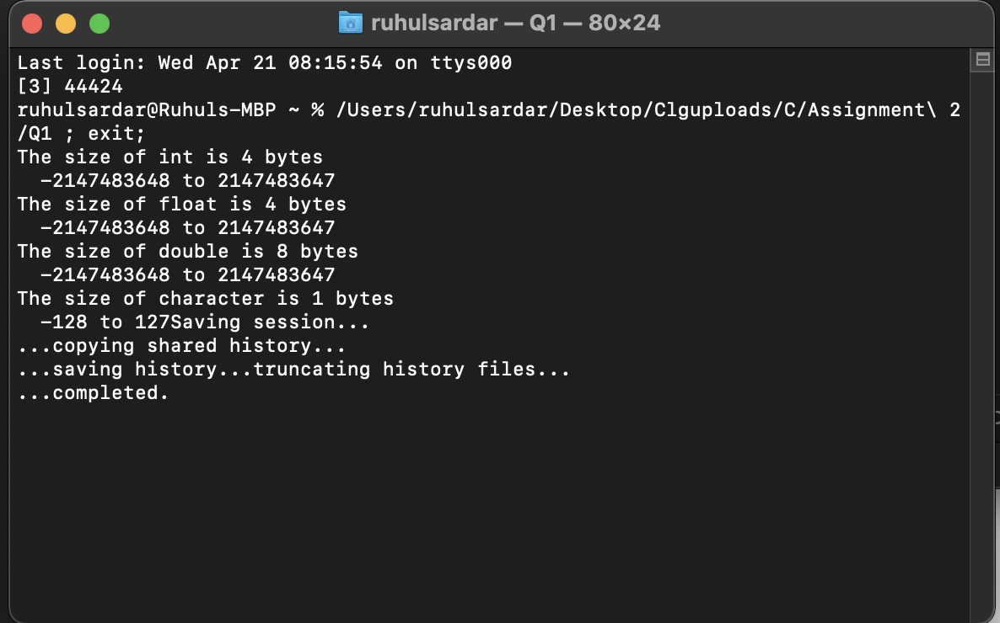 ruhulsardar — Q1 — 80×24
Last login: Wed Apr 21 08:15:54 on ttys000
[3] 44424
ruhulsardar@Ruhuls-MBP ~ % /Users/ruhulsardar/Desktop/Clguploads/C/Assignment\ 2
/Q1 ; exit;
The size of int is 4 bytes
  -2147483648 to 2147483647
The size of float is 4 bytes
  -2147483648 to 2147483647
The size of double is 8 bytes
  -2147483648 to 2147483647
The size of character is 1 bytes
  -128 to 127Saving session...
...copying shared history...
...saving history...truncating history files...
...completed.